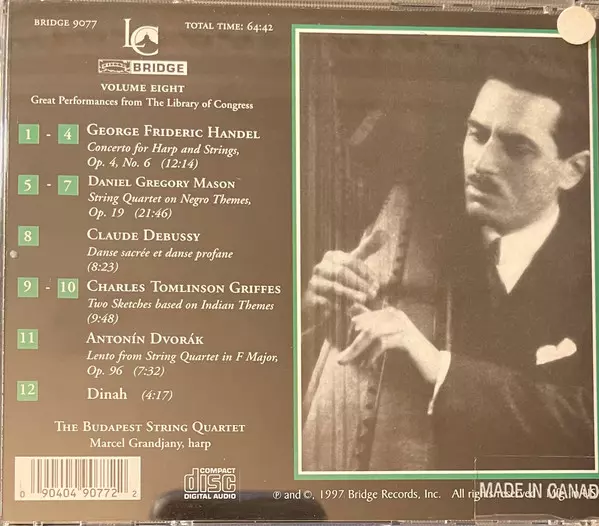 BRIDGE 9077
LC
TOTAL TIME: 64:42
BRIDGE
VOLUME EIGHT
Great Performances from The Library of Congress
1 - 4 GEORGE FRIDERIC HANDEL
Concerto for Harp and Strings,
Op. 4, No. 6 (12:14)
5 - 7 DANIEL GREGORY MASON
String Quartet on Negro Themes,
Op. 19 (21:46)
8 CLAUDE DEBUSSY
Danse sacrée et danse profane
(8:23)
9 - 10 CHARLES TOMLINSON GRIFFES
Two Sketches based on Indian Themes
(9:48)
11 ANTONÍN DVORÁK
Lento from String Quartet in F Major,
Op. 96 (7:32)
12 Dinah (4:17)
THE BUDAPEST STRING QUARTET
Marcel Grandjany, harp
0 90404 90772 2
COMPACT
disc
DIGITAL AUDIO
℗ and ©, 1997 Bridge Records, Inc. All rights reserved
MADE IN CANAD